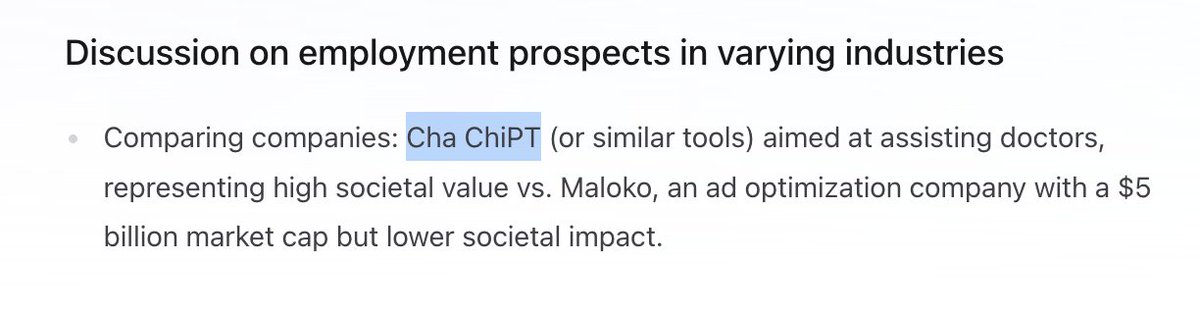 Discussion on employment prospects in varying industries
Comparing companies: Cha ChiPT (or similar tools) aimed at assisting doctors,
representing high societal value vs. Maloko, an ad optimization company with a $5
billion market cap but lower societal impact.